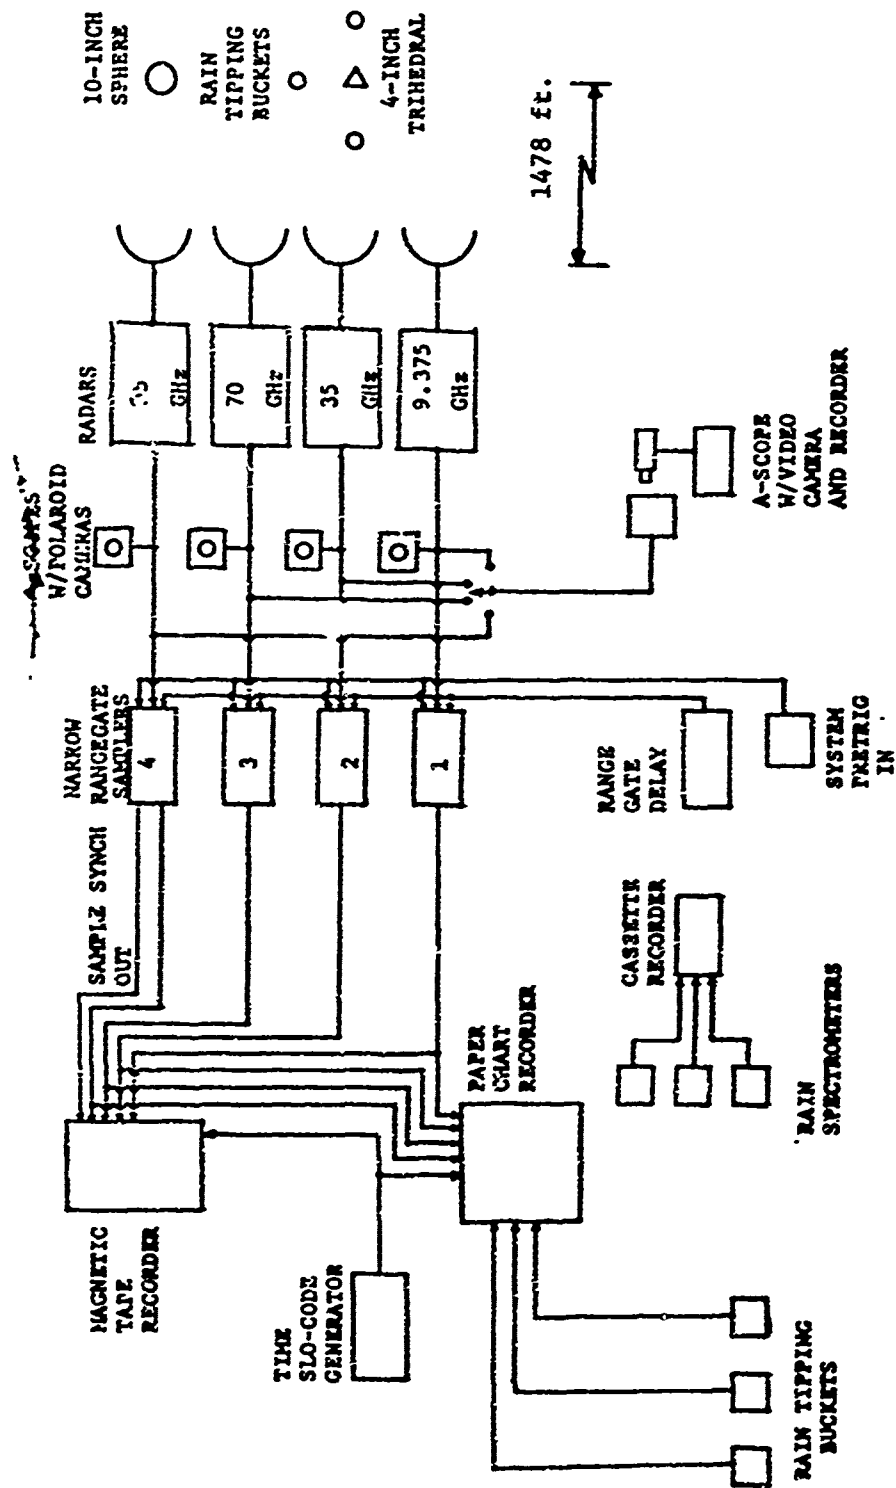 10-INCH
SPHERE
RAIN
TIPPING
BUCKETS
4-INCH
TRIHEDRAL
1478 ft.
RADARS
GHz
70
GHz
35
GHz
9.375
GHz
W/POLAROID
CAMERAS
A-SCOPE
W/VIDEO
CAMERA
AND RECORDER
NARROW
RANGEGATE
SAMPLERS
4
3
2
1
RANGE
GATE
DELAY
SYSTEM
PRETRIG
IN
SAMPLE SYNCH
OUT
CASSETTE
RECORDER
RAIN
SPECTROMETERS
PAPER
CHART
RECORDER
MAGNETIC
TAPE
RECORDER
TIME
SLO-CODE
GENERATOR
RAIN TIPPING
BUCKETS